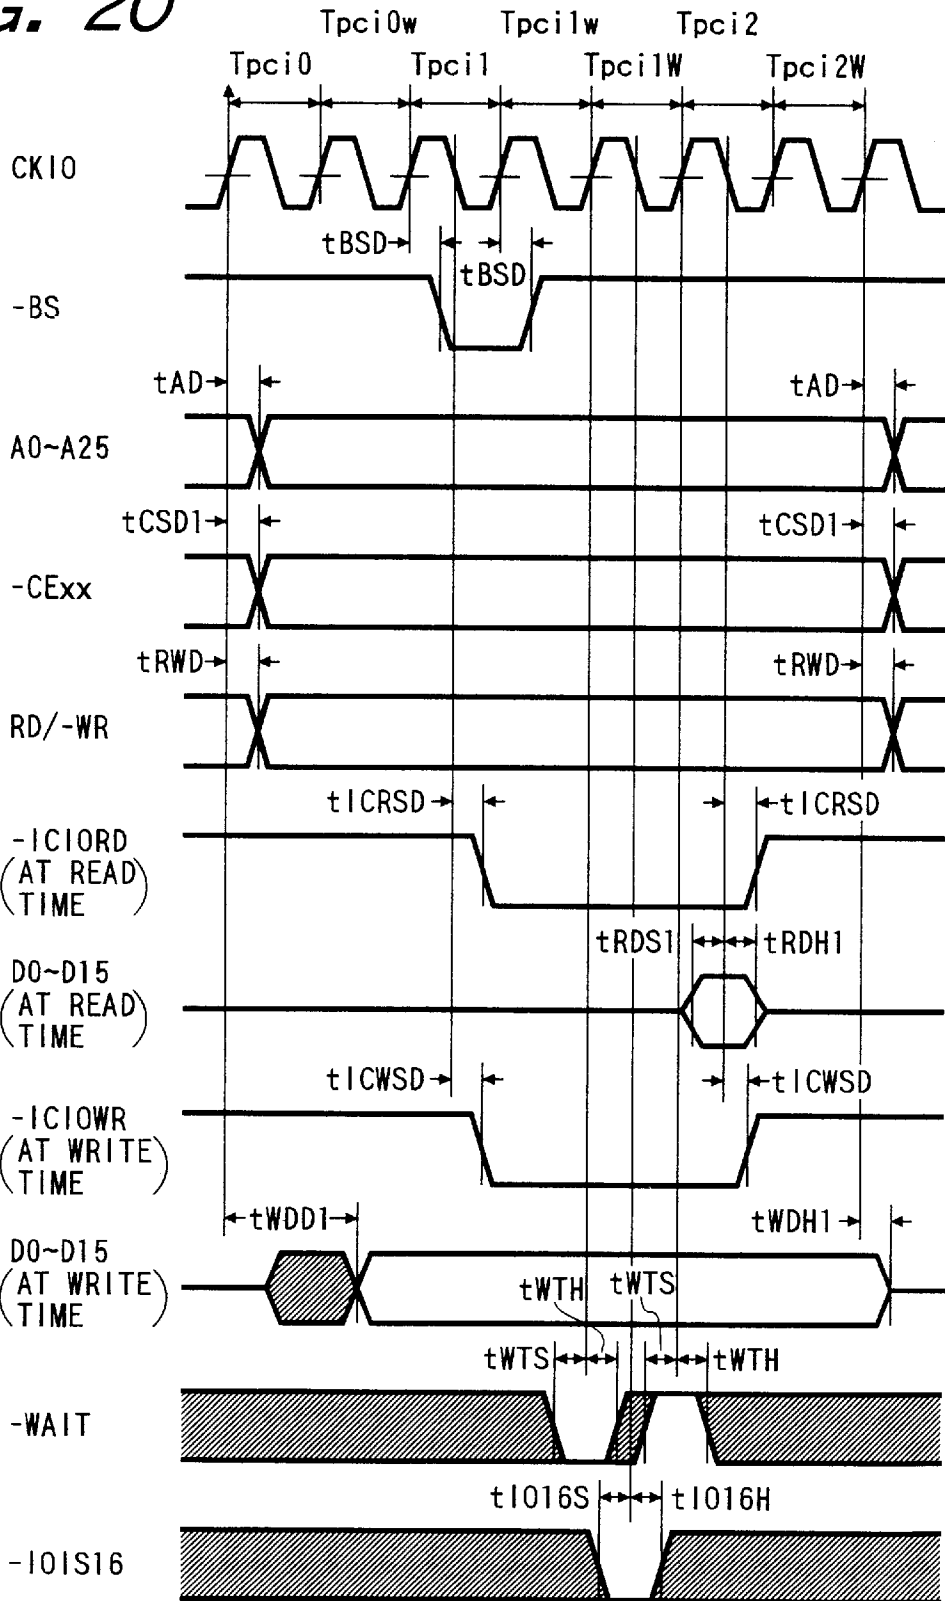 G. 20
Tpci0w Tpci1w Tpci2
Tpci0 Tpci1 Tpci1W Tpci2W
CKIO
tBSD
tBSD
-BS
tAD tAD
A0~A25
tCSD1 tCSD1
-CExx
tRWD tRWD
RD/-WR
tICRSD tICRSD
-ICIORD
(AT READ
TIME)
tRDS1 tRDH1
D0~D15
(AT READ
TIME)
tICWSD tICWSD
-ICIOWR
(AT WRITE
TIME)
tWDD1 tWDH1
D0~D15
(AT WRITE
TIME)
tWTH tWTS
tWTS tWTH
-WAIT
tIO16S tIO16H
-IOIS16